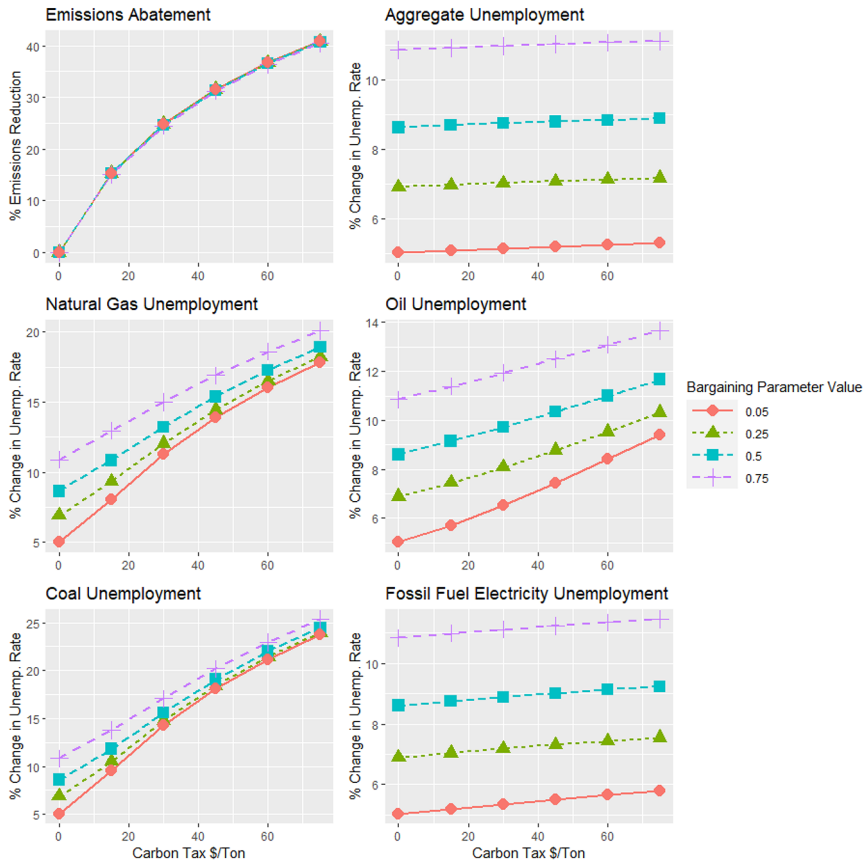 Emissions Abatement
% Emissions Reduction
40
30
20
10
0
0 20 40 60
Aggregate Unemployment
% Change in Unemp. Rate
10
8
6
0 20 40 60
Natural Gas Unemployment
% Change in Unemp. Rate
20
15
10
5
0 20 40 60
Oil Unemployment
% Change in Unemp. Rate
14
12
10
8
6
0 20 40 60
Bargaining Parameter Value
0.05
0.25
0.5
0.75
Coal Unemployment
% Change in Unemp. Rate
25
20
15
10
5
0 20 40 60
Carbon Tax $/Ton
Fossil Fuel Electricity Unemployment
% Change in Unemp. Rate
10
8
6
0 20 40 60
Carbon Tax $/Ton